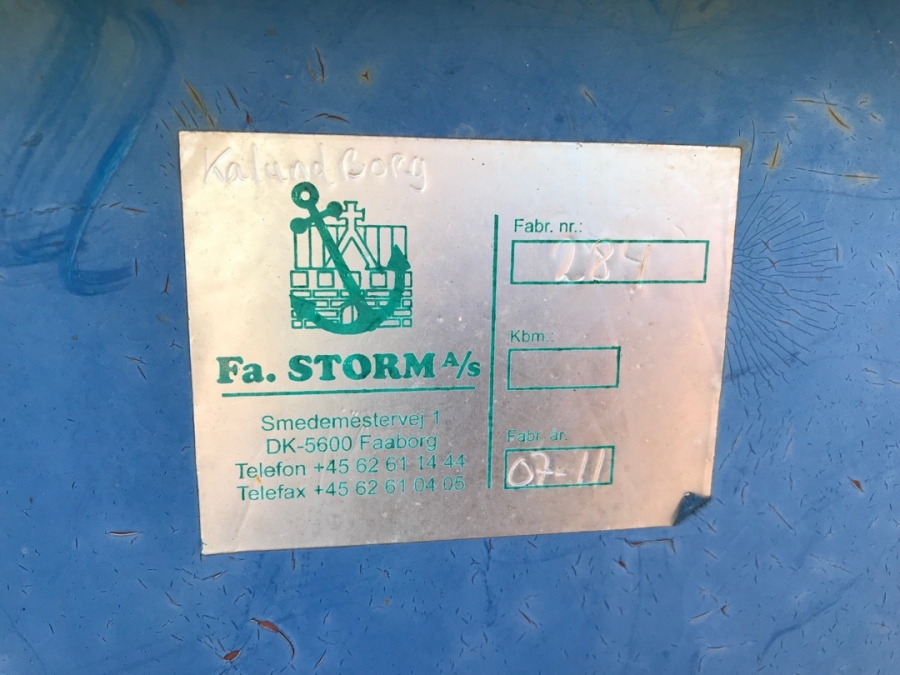 Kalundborg
Fa. STORM A/S
Smedemestervej 1
DK-5600 Faaborg
Telefon +45 62 61 14 44
Telefax +45 62 61 04 05
Fabr. nr.:
284
Kbm.:
Fabr. år.
07-11